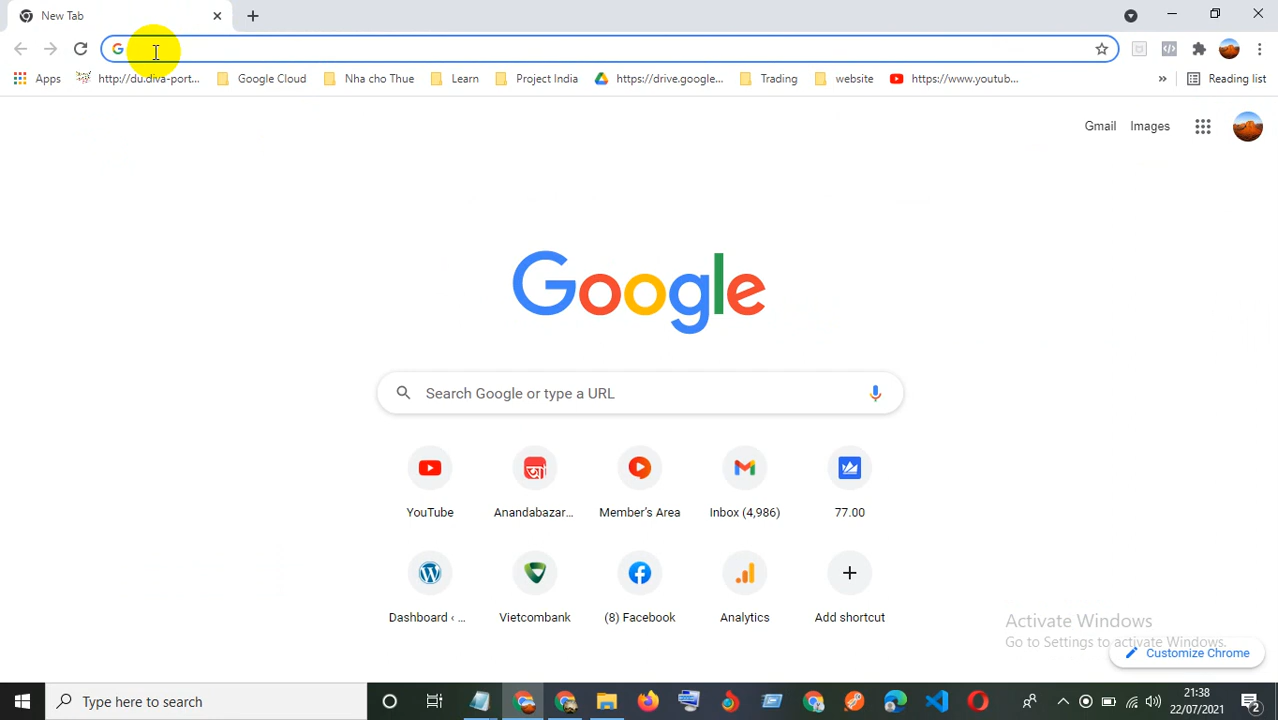 New Tab
Apps http://du.diva-port... Google Cloud Nha cho Thue Learn Project India https://drive.google... Trading website https://www.youtub... » Reading list
Gmail Images
Google
Search Google or type a URL
YouTube Anandabazar... Member's Area Inbox (4,986) 77.00
Dashboard ‹ ... Vietcombank (8) Facebook Analytics Add shortcut
Activate Windows
Go to Settings to activate Windows.
Customize Chrome
Type here to search
21:38
22/07/2021
2